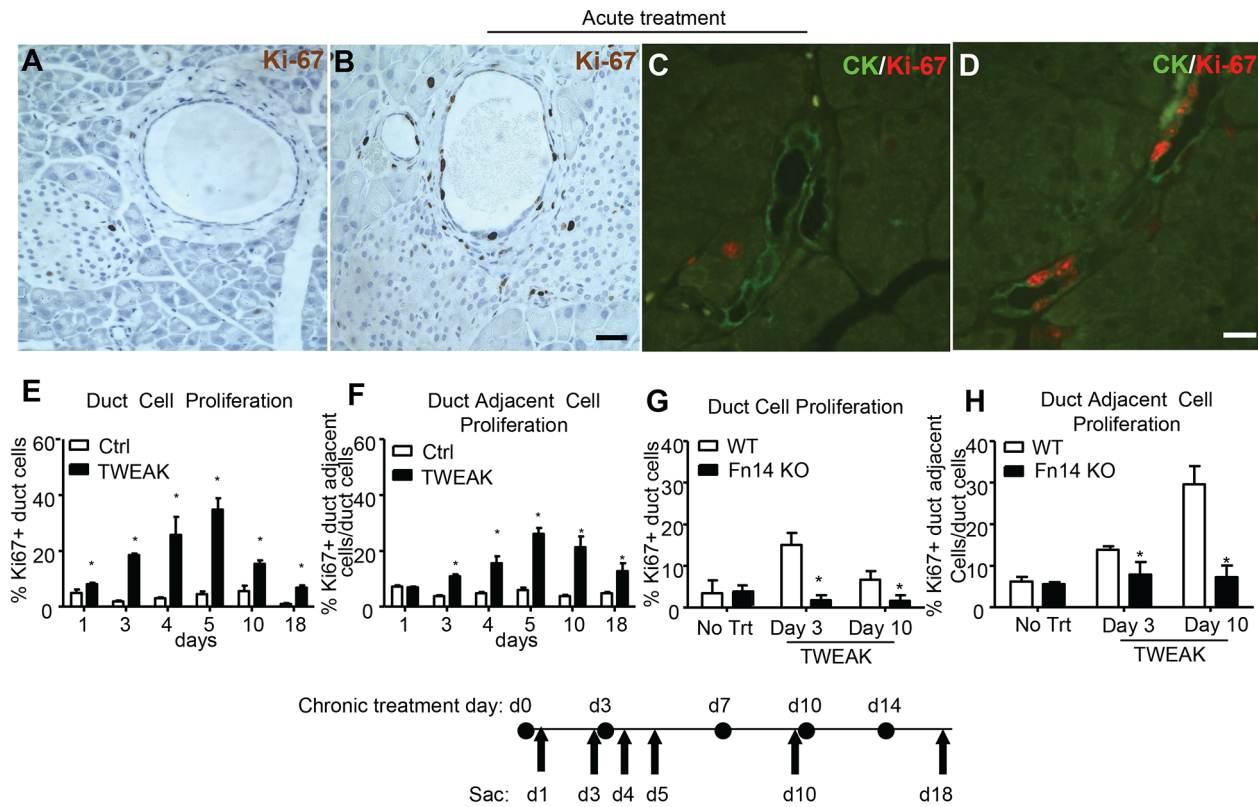 Acute treatment
A Ki-67
B Ki-67
C CK/Ki-67
D CK/Ki-67
E
Duct Cell Proliferation
% Ki67+ duct cells
60
40
20
0
Ctrl
TWEAK
* * * * * *
1 3 4 5 10 18
days
F
Duct Adjacent Cell
Proliferation
% Ki67+ duct adjacent
cells/duct cells
60
40
20
0
Ctrl
TWEAK
* * * * *
1 3 4 5 10 18
days
G
Duct Cell Proliferation
% Ki67+ duct cells
40
30
20
10
0
WT
Fn14 KO
* *
No Trt Day 3 Day 10
TWEAK
H
Duct Adjacent Cell
Proliferation
% Ki67+ duct adjacent
Cells/duct cells
40
30
20
10
0
WT
Fn14 KO
* *
No Trt Day 3 Day 10
TWEAK
Chronic treatment day: d0 d3 d7 d10 d14
Sac: d1 d3 d4 d5 d10 d18